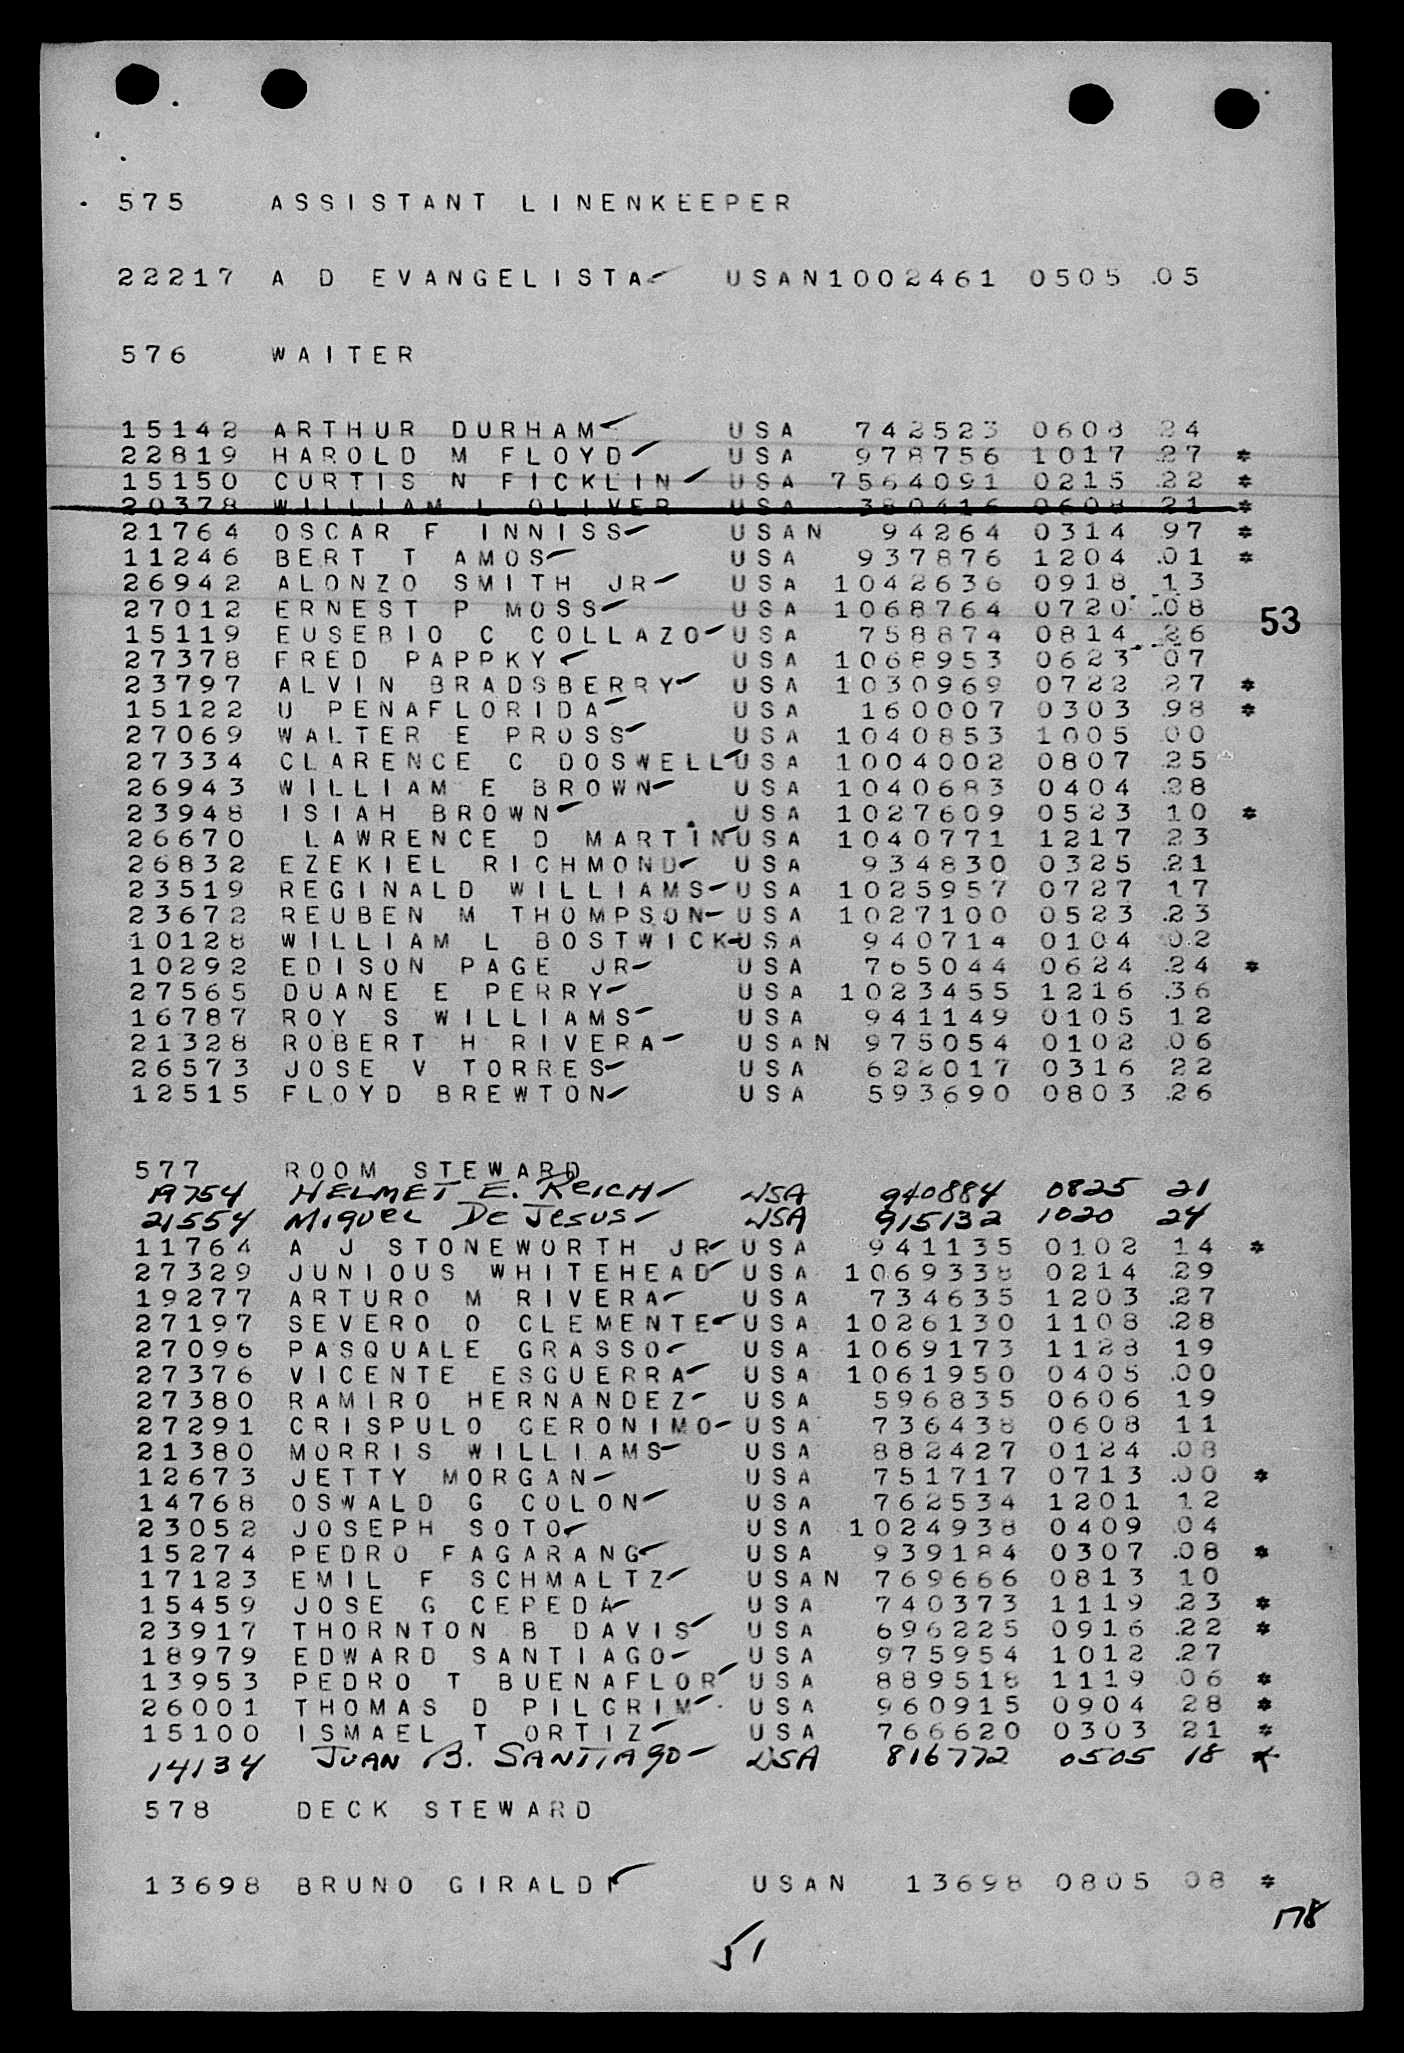 575 ASSISTANT LINENKEEPER
22217 A D EVANGELISTA USAN1002461 0505 05
576 WAITER
15142 ARTHUR DURHAM USA 742523 0608 24
22819 HAROLD M FLOYD USA 978756 1017 27 *
15150 CURTIS N FICKLIN USA 7564091 0215 22 *
20378 WILLIAM L OLIVER USA 380416 0608 21 *
21764 OSCAR F INNISS USAN 94264 0314 97 *
11246 BERT T AMOS USA 937876 1204 01 *
26942 ALONZO SMITH JR USA 1042636 0918 13
27012 ERNEST P MOSS USA 1068764 0720 08
53
15119 EUSEBIO C COLLAZO USA 758874 0814 26
27378 FRED PAPPKY USA 1068953 0623 07
23797 ALVIN BRADSBERRY USA 1030969 0722 27 *
15122 U PENAFLORIDA USA 160007 0303 98 *
27069 WALTER E PROSS USA 1040853 1005 00
27334 CLARENCE C DOSWELL USA 1004002 0807 25
26943 WILLIAM E BROWN USA 1040683 0404 28
23948 ISIAH BROWN USA 1027609 0523 10 *
26670 LAWRENCE D MARTIN USA 1040771 1217 23
26832 EZEKIEL RICHMOND USA 934830 0325 21
23519 REGINALD WILLIAMS USA 1025957 0727 17
23672 REUBEN M THOMPSON USA 1027100 0523 23
10128 WILLIAM L BOSTWICK USA 940714 0104 02
10292 EDISON PAGE JR USA 765044 0624 24 *
27565 DUANE E PERRY USA 1023455 1216 36
16787 ROY S WILLIAMS USA 941149 0105 12
21328 ROBERT H RIVERA USAN 975054 0102 06
26573 JOSE V TORRES USA 622017 0316 22
12515 FLOYD BREWTON USA 593690 0803 26
577 ROOM STEWARD
19754 HELMET E. REICH USA 940884 0825 21
21554 MIGUEL DE JESUS USA 915132 1020 24
11764 A J STONEWORTH JR USA 941135 0102 14 *
27329 JUNIOUS WHITEHEAD USA 1069338 0214 29
19277 ARTURO M RIVERA USA 734635 1203 27
27197 SEVERO O CLEMENTE USA 1026130 1108 28
27096 PASQUALE GRASSO USA 1069173 1128 19
27376 VICENTE ESGUERRA USA 1061950 0405 00
27380 RAMIRO HERNANDEZ USA 596835 0606 19
27291 CRISPULO GERONIMO USA 736438 0608 11
21380 MORRIS WILLIAMS USA 882427 0124 08
12673 JETTY MORGAN USA 751717 0713 00 *
14768 OSWALD G COLON USA 762534 1201 12
23052 JOSEPH SOTO USA 1024938 0409 04
15274 PEDRO FAGARANG USA 939184 0307 08 *
17123 EMIL F SCHMALTZ USAN 769666 0813 10
15459 JOSE G CEPEDA USA 740373 1119 23 *
23917 THORNTON B DAVIS USA 696225 0916 22 *
18979 EDWARD SANTIAGO USA 975954 1012 27
13953 PEDRO T BUENAFLOR USA 889518 1119 06 *
26001 THOMAS D PILGRIM USA 960915 0904 28 *
15100 ISMAEL T ORTIZ USA 766620 0303 21 *
14134 JUAN B. SANTIAGO USA 816772 0505 18 *
578 DECK STEWARD
13698 BRUNO GIRALDI USAN 13698 0805 08 *
178
51